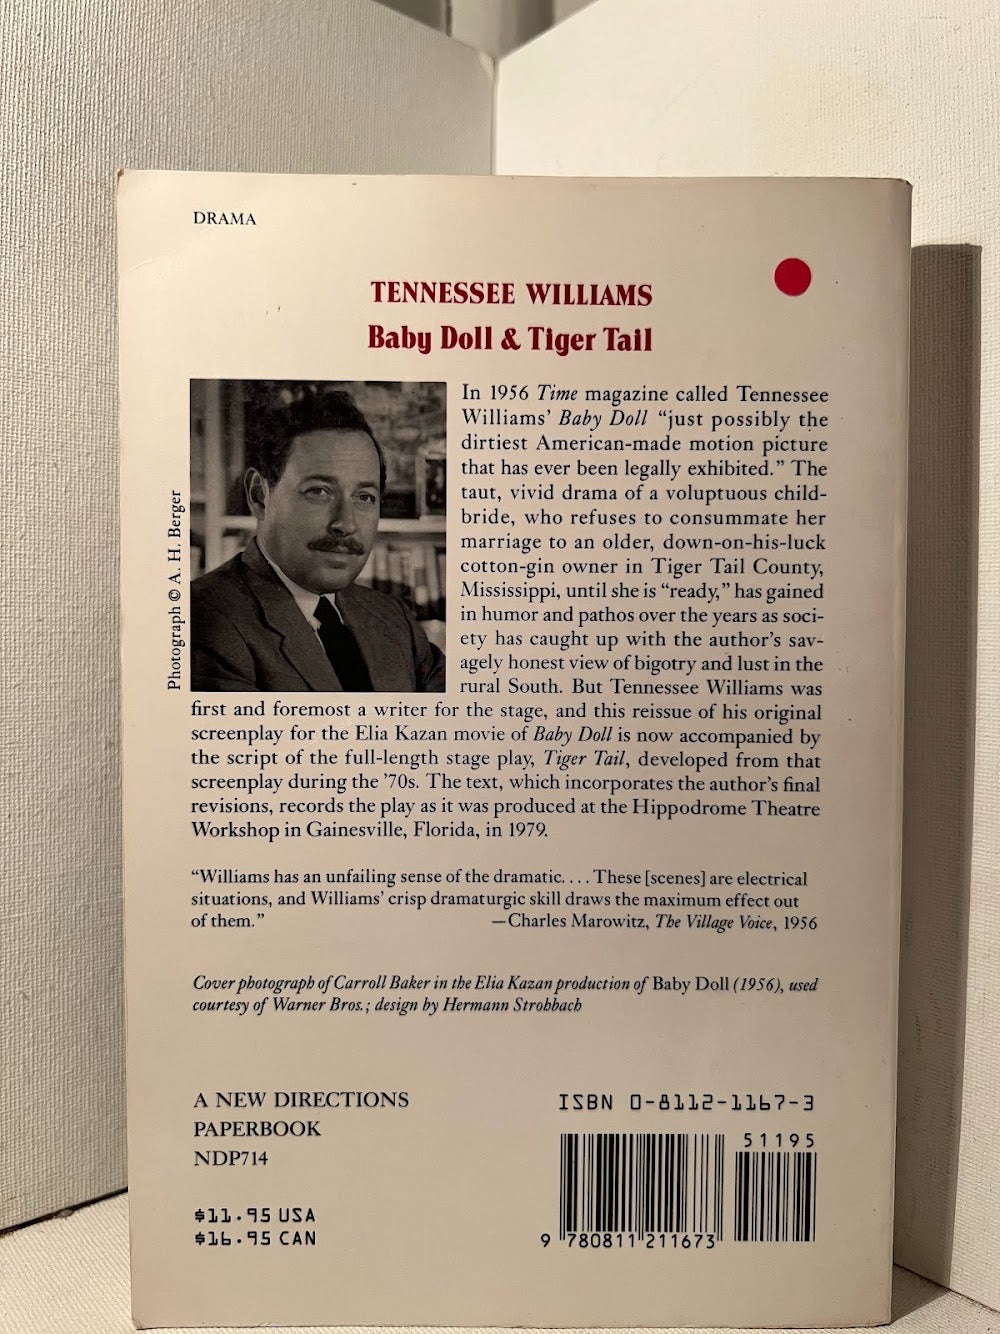 DRAMA
TENNESSEE WILLIAMS
Baby Doll & Tiger Tail
Photograph © A. H. Berger
In 1956 Time magazine called Tennessee
Williams’ Baby Doll “just possibly the
dirtiest American-made motion picture
that has ever been legally exhibited.” The
taut, vivid drama of a voluptuous child-
bride, who refuses to consummate her
marriage to an older, down-on-his-luck
cotton-gin owner in Tiger Tail County,
Mississippi, until she is “ready,” has gained
in humor and pathos over the years as soci-
ety has caught up with the author’s sav-
agely honest view of bigotry and lust in the
rural South. But Tennessee Williams was
first and foremost a writer for the stage, and this reissue of his original
screenplay for the Elia Kazan movie of Baby Doll is now accompanied by
the script of the full-length stage play, Tiger Tail, developed from that
screenplay during the ’70s. The text, which incorporates the author’s final
revisions, records the play as it was produced at the Hippodrome Theatre
Workshop in Gainesville, Florida, in 1979.
“Williams has an unfailing sense of the dramatic. . . . These [scenes] are electrical
situations, and Williams’ crisp dramaturgic skill draws the maximum effect out
of them.” —Charles Marowitz, The Village Voice, 1956
Cover photograph of Carroll Baker in the Elia Kazan production of Baby Doll (1956), used
courtesy of Warner Bros.; design by Hermann Strohbach
A NEW DIRECTIONS
PAPERBOOK
NDP714
$11.95 USA
$16.95 CAN
ISBN 0-8112-1167-3
51195
9 780811 211673